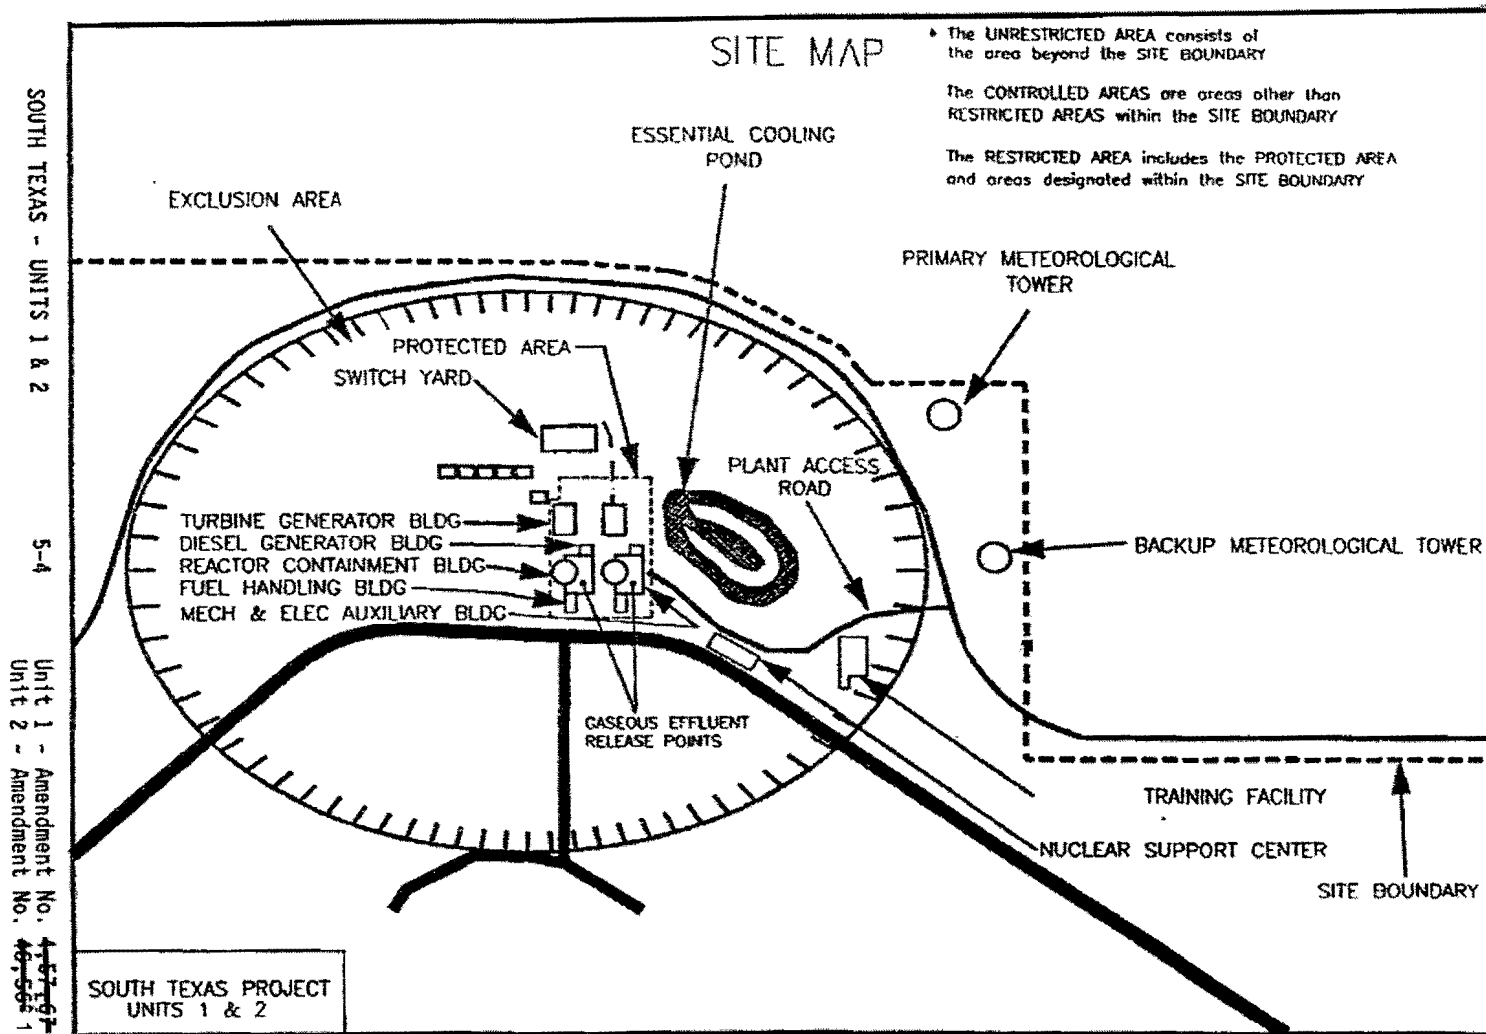 SITE MAP
* The UNRESTRICTED AREA consists of
the area beyond the SITE BOUNDARY
The CONTROLLED AREAS are areas other than
RESTRICTED AREAS within the SITE BOUNDARY
The RESTRICTED AREA includes the PROTECTED AREA
and areas designated within the SITE BOUNDARY
ESSENTIAL COOLING
POND
EXCLUSION AREA
PRIMARY METEOROLOGICAL
TOWER
PROTECTED AREA
SWITCH YARD
PLANT ACCESS
ROAD
TURBINE GENERATOR BLDG
DIESEL GENERATOR BLDG
REACTOR CONTAINMENT BLDG
FUEL HANDLING BLDG
MECH & ELEC AUXILIARY BLDG
BACKUP METEOROLOGICAL TOWER
GASEOUS EFFLUENT
RELEASE POINTS
TRAINING FACILITY
NUCLEAR SUPPORT CENTER
SITE BOUNDARY
SOUTH TEXAS PROJECT
UNITS 1 & 2
SOUTH TEXAS - UNITS 1 & 2
5-4
Unit 1 - Amendment No.
Unit 2 - Amendment No.